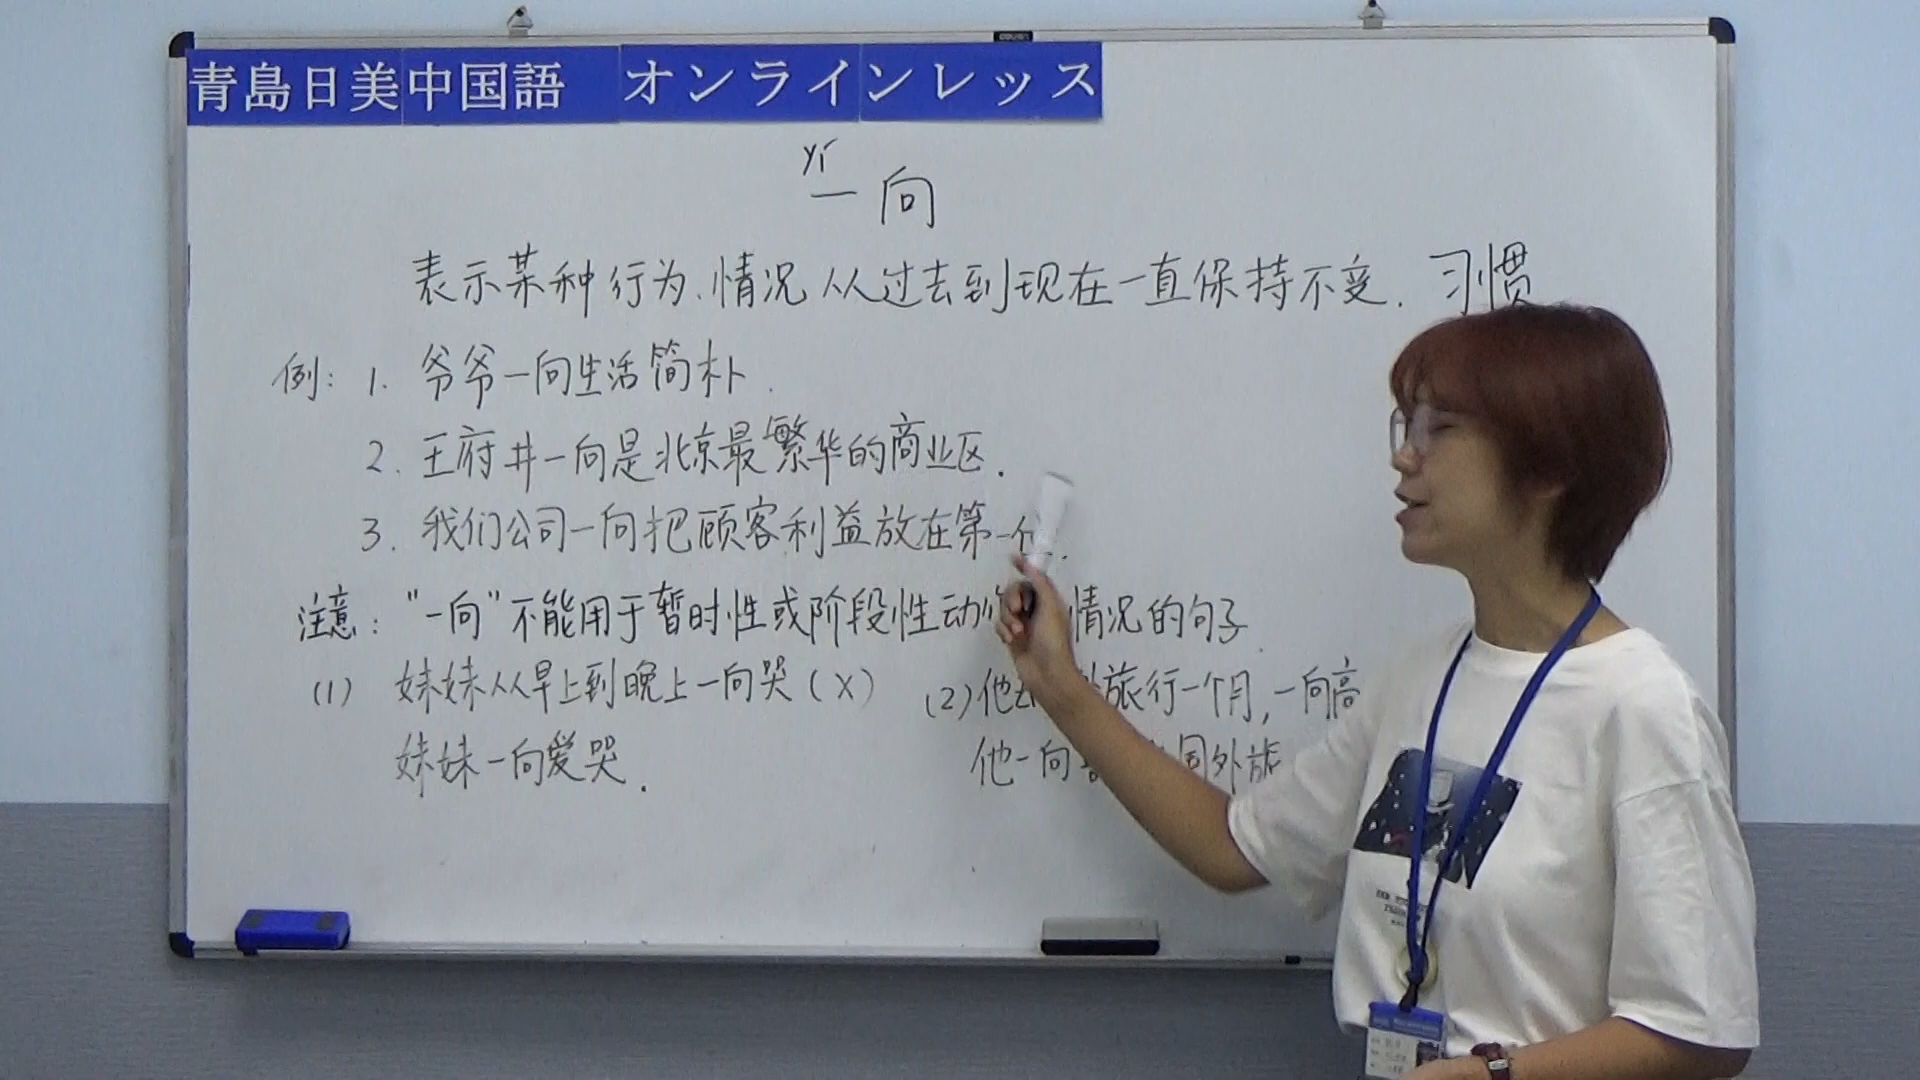 青島日美中国語 オンラインレッス
yí
一向
表示某种行为、情况从过去到现在一直保持不变. 习惯
例: 1. 爷爷一向生活简朴.
2. 王府井一向是北京最繁华的商业区.
3. 我们公司一向把顾客利益放在第一位.
注意: "一向"不能用于暂时性或阶段性动 情况的句子.
(1) 妹妹从早上到晚上一向哭(X) (2)他 旅行一个月,一向高
妹妹一向爱哭. 他一向 国外旅